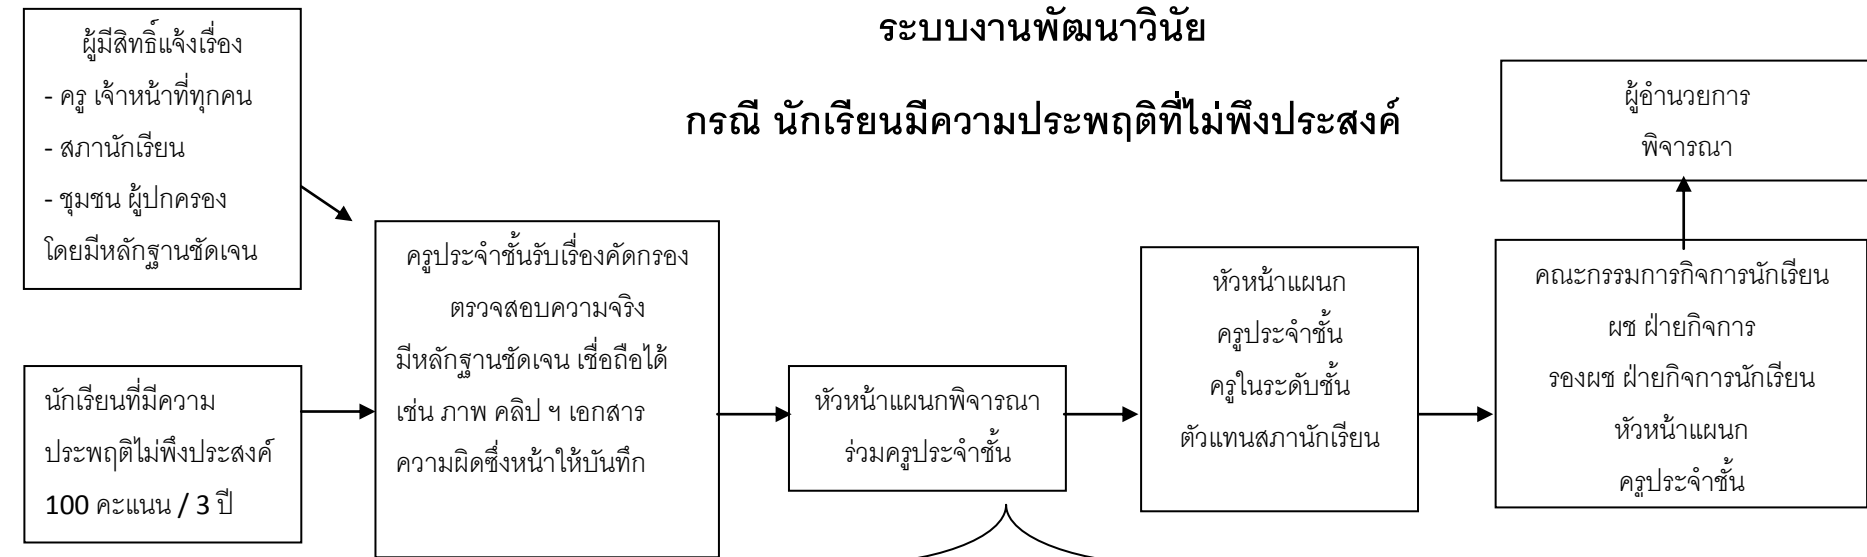 ระบบงานพัฒนาวินัย
กรณี นักเรียนมีความประพฤติที่ไม่พึงประสงค์
ผู้มีสิทธิ์แจ้งเรื่อง
- ครู เจ้าหน้าที่ทุกคน
- สภานักเรียน
- ชุมชน ผู้ปกครอง
โดยมีหลักฐานชัดเจน
นักเรียนที่มีความ
ประพฤติไม่พึงประสงค์
100 คะแนน / 3 ปี
ครูประจำชั้นรับเรื่องคัดกรอง
ตรวจสอบความจริง
มีหลักฐานชัดเจน เชื่อถือได้
เช่น ภาพ คลิป ฯ เอกสาร
ความผิดซึ่งหน้าให้บันทึก
หัวหน้าแผนกพิจารณา
ร่วมครูประจำชั้น
หัวหน้าแผนก
ครูประจำชั้น
ครูในระดับชั้น
ตัวแทนสภานักเรียน
คณะกรรมการกิจการนักเรียน
ผช ฝ่ายกิจการ
รองผช ฝ่ายกิจการนักเรียน
หัวหน้าแผนก
ครูประจำชั้น
ผู้อำนวยการ
พิจารณา